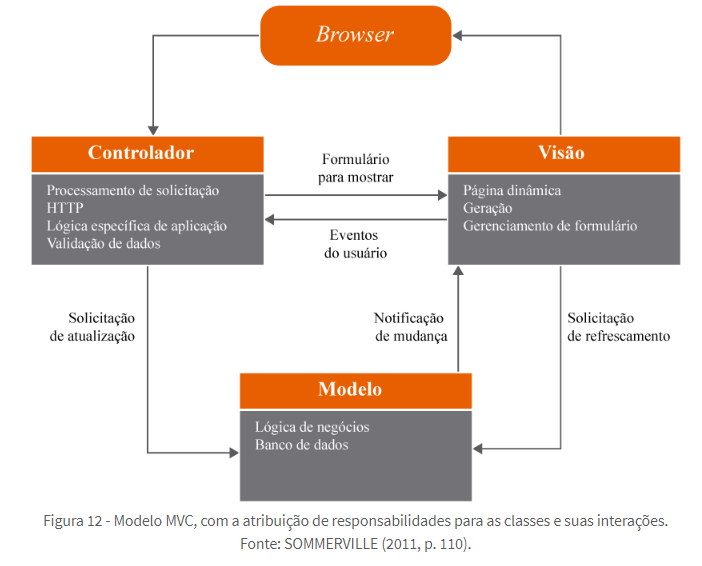 Browser
Controlador
Processamento de solicitação
HTTP
Lógica específica de aplicação
Validação de dados
Formulário
para mostrar
Eventos
do usuário
Visão
Página dinâmica
Geração
Gerenciamento de formulário
Solicitação
de atualização
Notificação
de mudança
Solicitação
de refrescamento
Modelo
Lógica de negócios
Banco de dados
Figura 12 - Modelo MVC, com a atribuição de responsabilidades para as classes e suas interações.
Fonte: SOMMERVILLE (2011, p. 110).